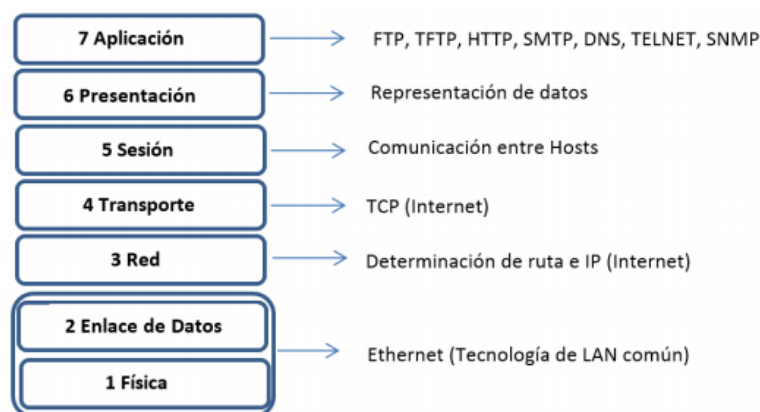 7 Aplicación
FTP, TFTP, HTTP, SMTP, DNS, TELNET, SNMP
6 Presentación
Representación de datos
5 Sesión
Comunicación entre Hosts
4 Transporte
TCP (Internet)
3 Red
Determinación de ruta e IP (Internet)
2 Enlace de Datos
1 Física
Ethernet (Tecnología de LAN común)